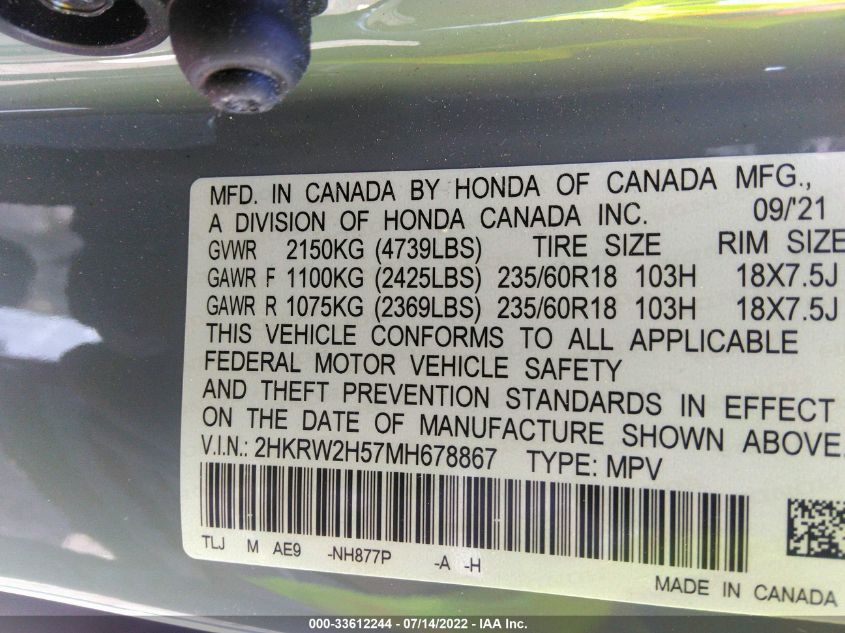 MFD. IN CANADA BY HONDA OF CANADA MFG.,
A DIVISION OF HONDA CANADA INC. 09/'21
GVWR 2150KG (4739LBS) TIRE SIZE RIM SIZE
GAWR F 1100KG (2425LBS) 235/60R18 103H 18X7.5J
GAWR R 1075KG (2369LBS) 235/60R18 103H 18X7.5J
THIS VEHICLE CONFORMS TO ALL APPLICABLE
FEDERAL MOTOR VEHICLE SAFETY
AND THEFT PREVENTION STANDARDS IN EFFECT
ON THE DATE OF MANUFACTURE SHOWN ABOVE.
V.I.N.: 2HKRW2H57MH678867 TYPE: MPV
TLJ M AE9 -NH877P -A -H
MADE IN CANADA
000-33612244 - 07/14/2022 - IAA Inc.